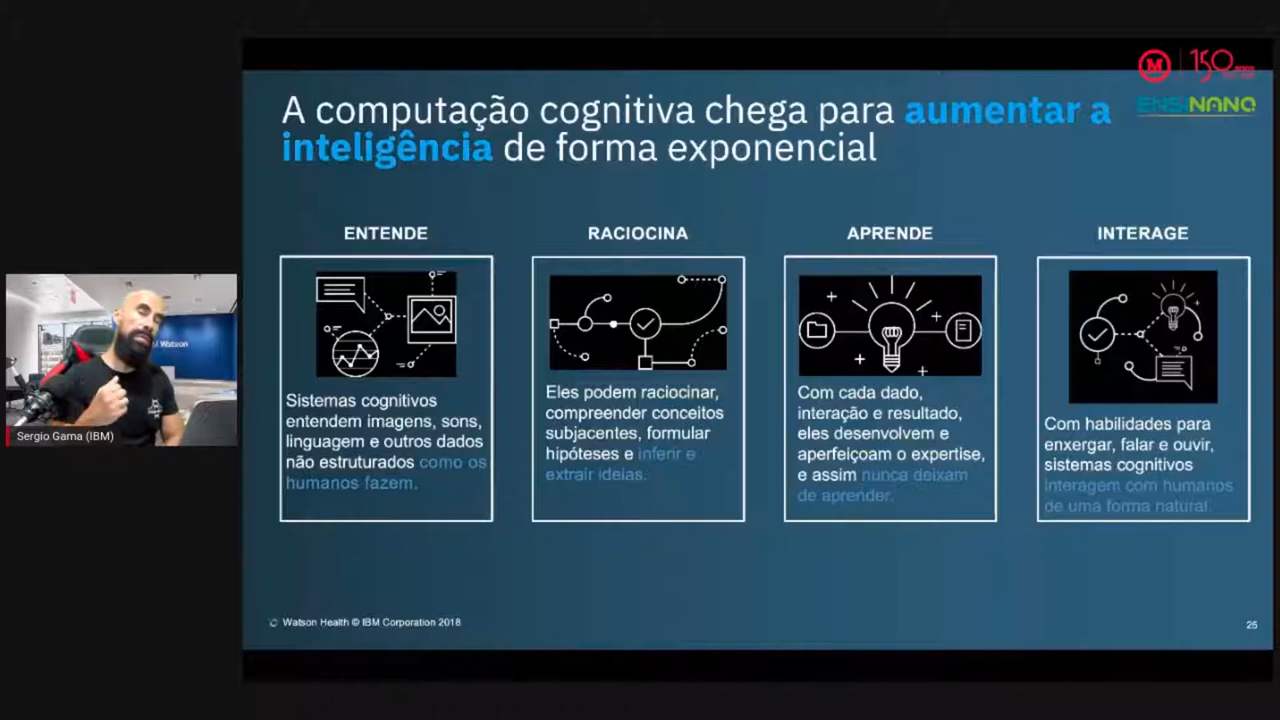 M
150
ENSINANO
A computação cognitiva chega para aumentar a
inteligência de forma exponencial
ENTENDE
RACIOCINA
APRENDE
INTERAGE
Sistemas cognitivos
entendem imagens, sons,
linguagem e outros dados
não estruturados como os
humanos fazem.
Eles podem raciocinar,
compreender conceitos
subjacentes, formular
hipóteses e inferir e
extrair ideias.
Com cada dado,
interação e resultado,
eles desenvolvem e
aperfeiçoam o expertise,
e assim nunca deixam
de aprender.
Com habilidades para
enxergar, falar e ouvir,
sistemas cognitivos
interagem com humanos
de uma forma natural.
Watson
Sergio Gama (IBM)
Watson Health © IBM Corporation 2018
25